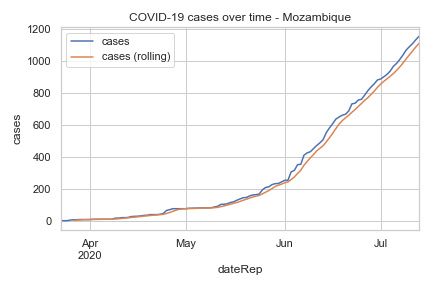 COVID-19 cases over time - Mozambique
1200
1000
800
600
400
200
0
cases
cases
cases (rolling)
Apr
2020
May
Jun
Jul
dateRep